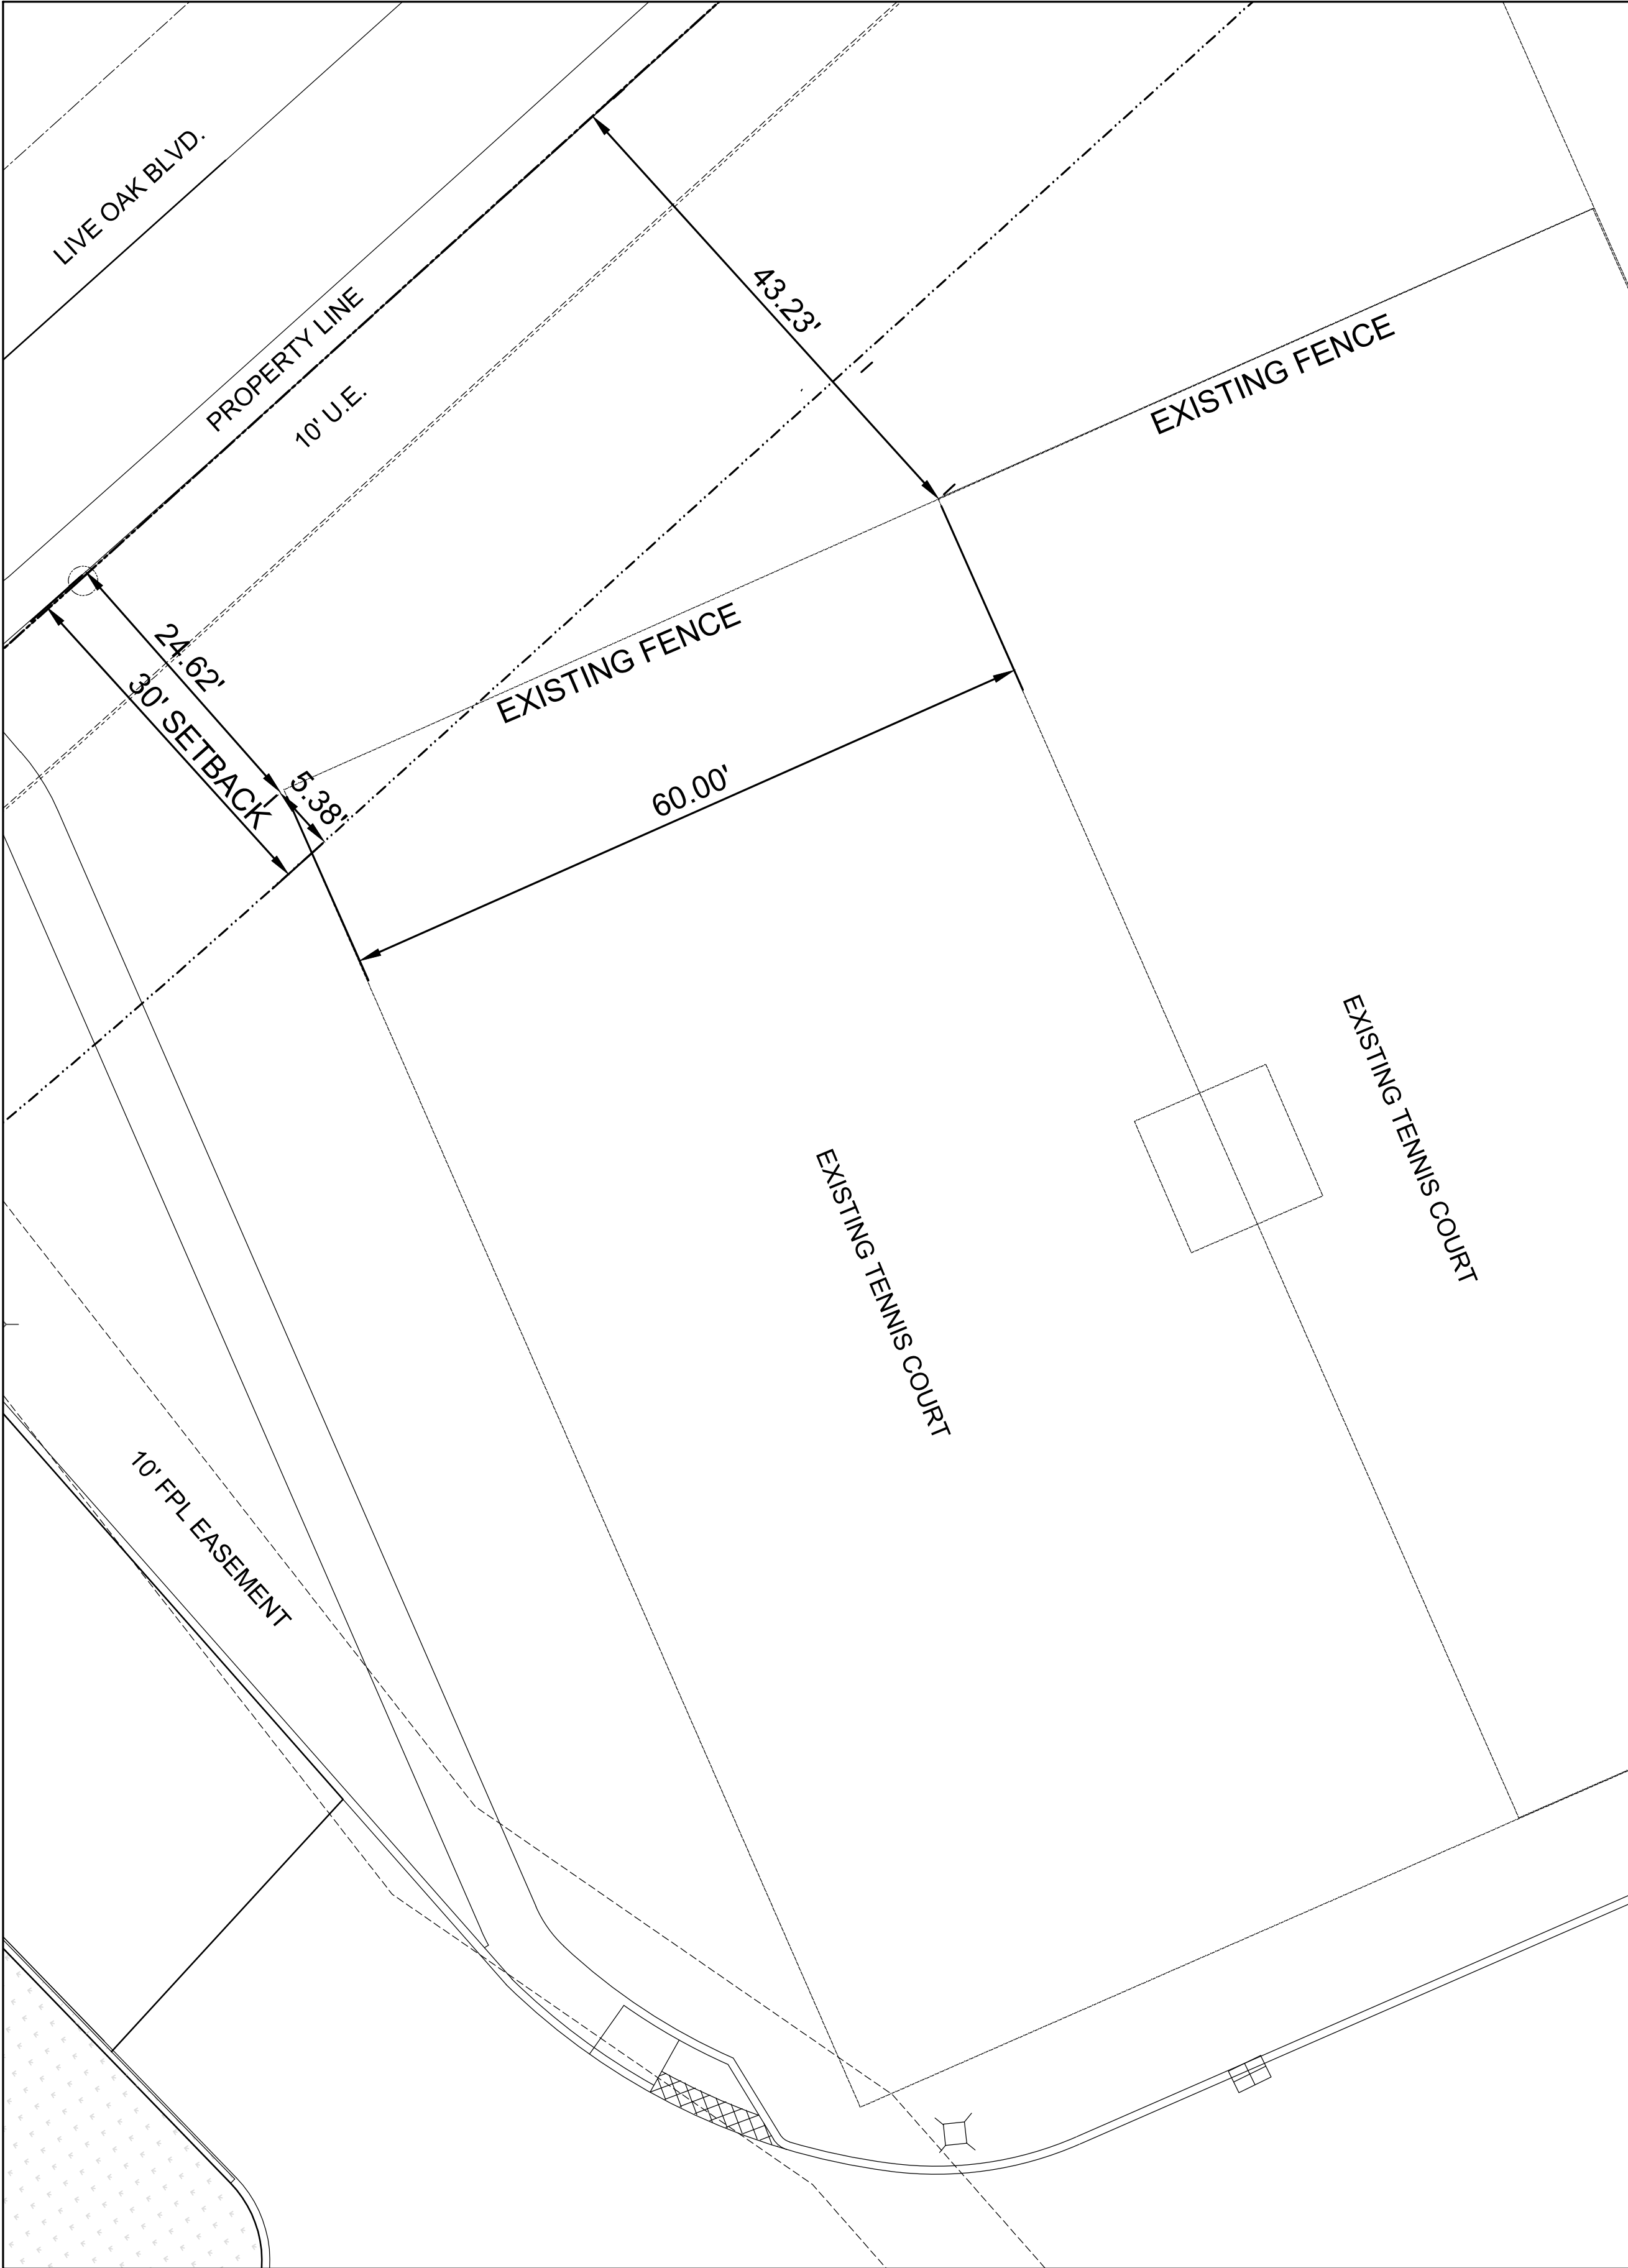 LIVE OAK BLVD.
PROPERTY LINE
10' U.E.
43.23'
EXISTING FENCE
24.62'
30' SETBACK
5.38'
EXISTING FENCE
60.00'
EXISTING TENNIS COURT
EXISTING TENNIS COURT
10' FPL EASEMENT